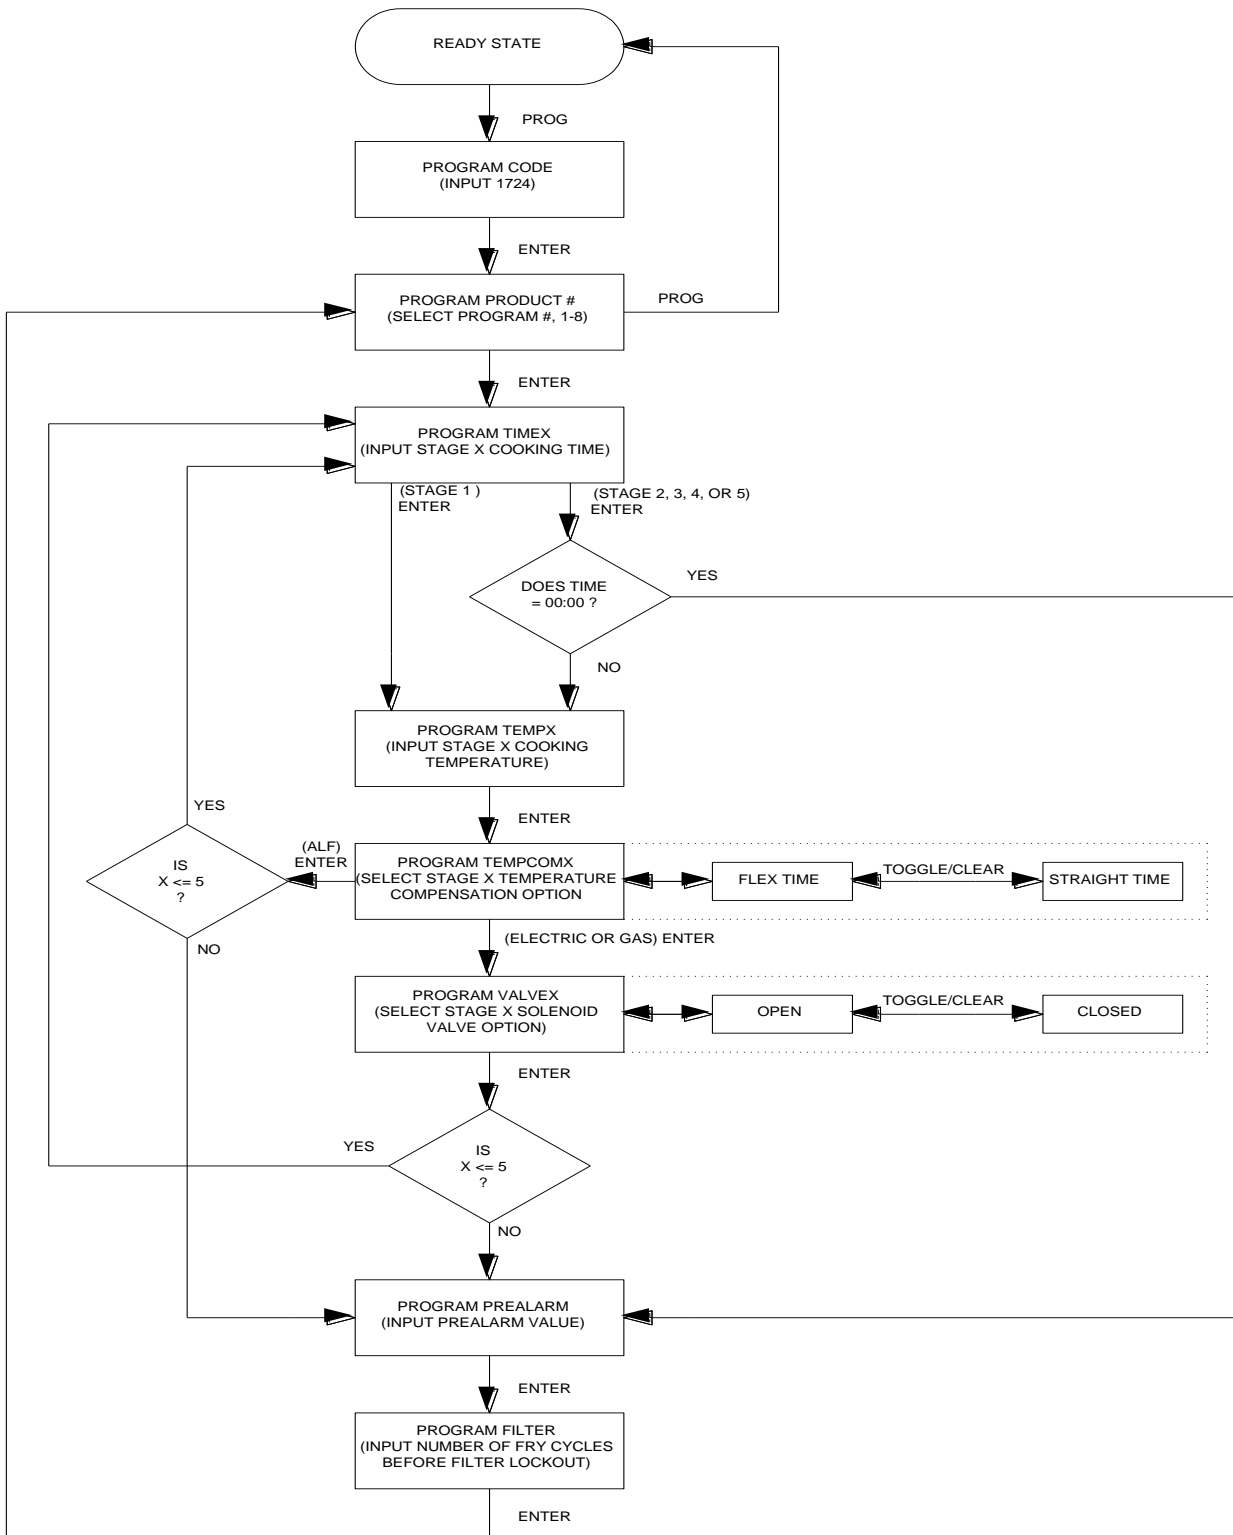 READY STATE
PROG
PROGRAM CODE
(INPUT 1724)
ENTER
PROGRAM PRODUCT #
(SELECT PROGRAM #, 1-8)
PROG
ENTER
PROGRAM TIMEX
(INPUT STAGE X COOKING TIME)
(STAGE 1 )
ENTER
(STAGE 2, 3, 4, OR 5)
ENTER
DOES TIME
= 00:00 ?
YES
NO
PROGRAM TEMPX
(INPUT STAGE X COOKING
TEMPERATURE)
ENTER
YES
IS
X <= 5
?
NO
(ALF)
ENTER
PROGRAM TEMPCOMX
(SELECT STAGE X TEMPERATURE
COMPENSATION OPTION
FLEX TIME
TOGGLE/CLEAR
STRAIGHT TIME
(ELECTRIC OR GAS) ENTER
PROGRAM VALVEX
(SELECT STAGE X SOLENOID
VALVE OPTION)
OPEN
TOGGLE/CLEAR
CLOSED
ENTER
YES
IS
X <= 5
?
NO
PROGRAM PREALARM
(INPUT PREALARM VALUE)
ENTER
PROGRAM FILTER
(INPUT NUMBER OF FRY CYCLES
BEFORE FILTER LOCKOUT)
ENTER